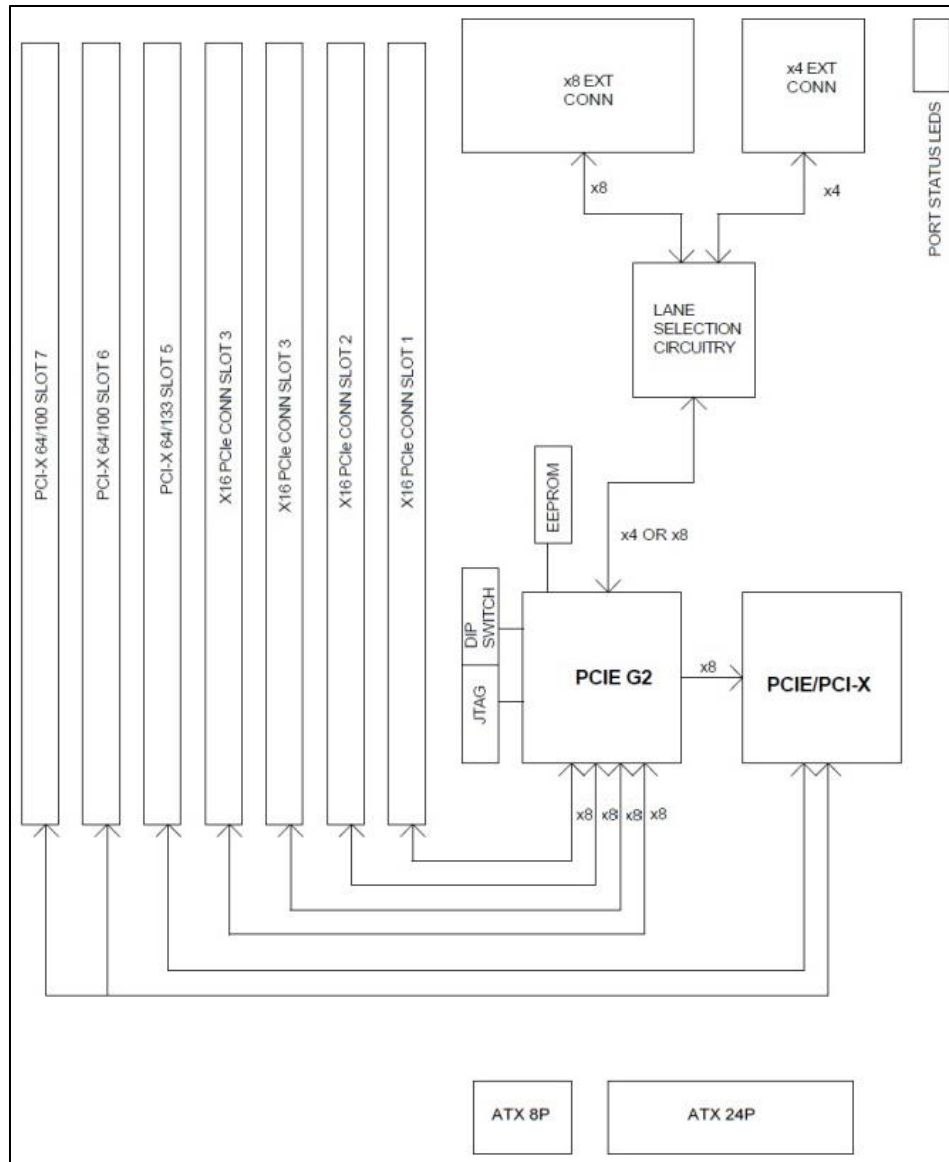 x8 EXT
CONN
x4 EXT
CONN
PORT STATUS LEDS
x8
x4
LANE
SELECTION
CIRCUITRY
PCI-X 64/100 SLOT 7
PCI-X 64/100 SLOT 6
PCI-X 64/133 SLOT 5
X16 PCIe CONN SLOT 3
X16 PCIe CONN SLOT 3
X16 PCIe CONN SLOT 2
X16 PCIe CONN SLOT 1
EEPROM
x4 OR x8
DIP
SWITCH
JTAG
PCIE G2
x8
PCIE/PCI-X
x8 x8 x8 x8
ATX 8P
ATX 24P